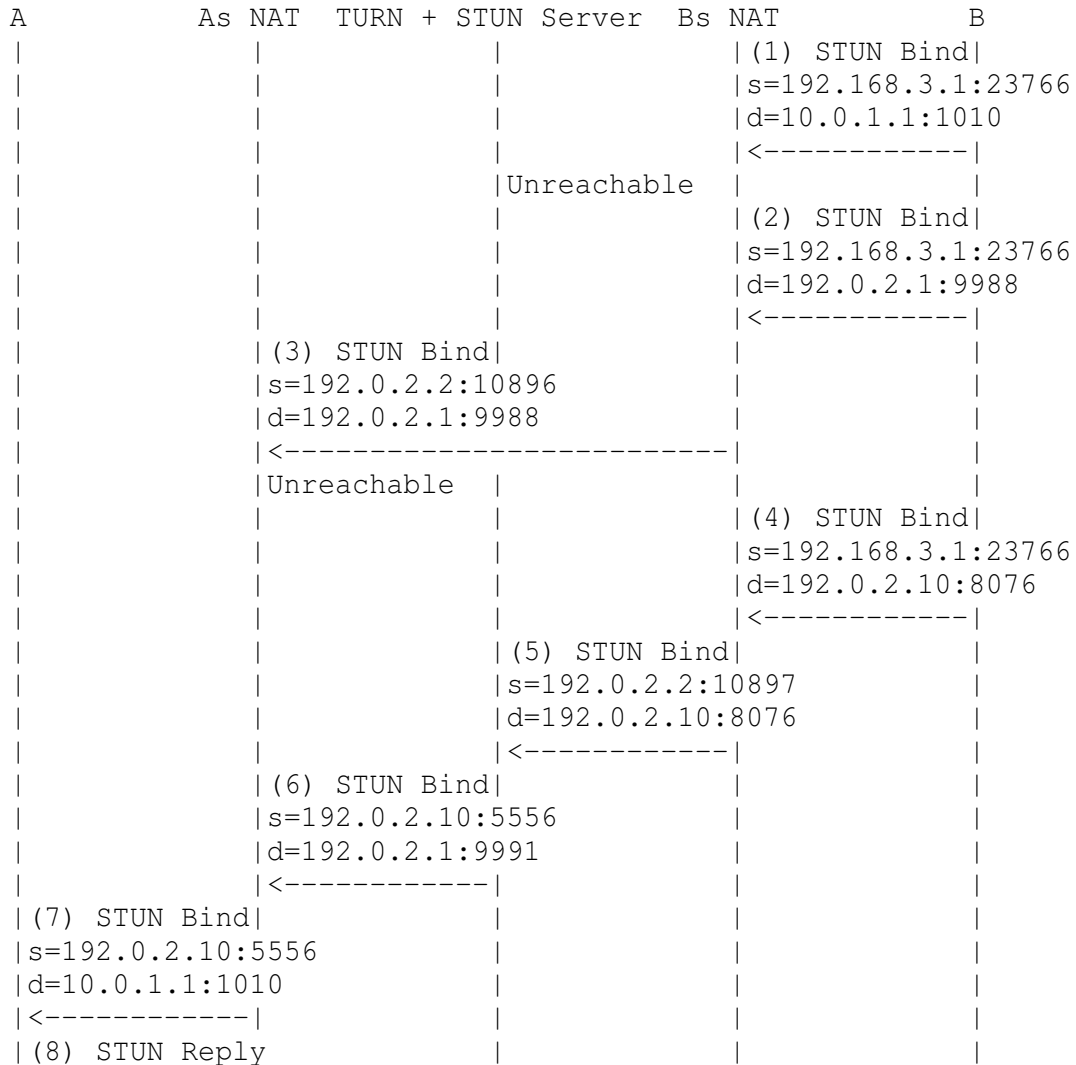 A          As NAT  TURN + STUN Server  Bs NAT            B
|              |              |              |(1) STUN Bind|
|              |              |              |s=192.168.3.1:23766
|              |              |              |d=10.0.1.1:1010
|              |              |              |<-------------|
|              |              |Unreachable   |              |
|              |              |              |(2) STUN Bind|
|              |              |              |s=192.168.3.1:23766
|              |              |              |d=192.0.2.1:9988
|              |              |              |<-------------|
|              |(3) STUN Bind|              |              |
|              |s=192.0.2.2:10896           |              |
|              |d=192.0.2.1:9988            |              |
|              |<----------------------------|              |
|              |Unreachable   |              |              |
|              |              |              |(4) STUN Bind|
|              |              |              |s=192.168.3.1:23766
|              |              |              |d=192.0.2.10:8076
|              |              |              |<-------------|
|              |              |(5) STUN Bind|              |
|              |              |s=192.0.2.2:10897            |
|              |              |d=192.0.2.10:8076            |
|              |              |<-------------|              |
|              |(6) STUN Bind|              |              |
|              |s=192.0.2.10:5556           |              |
|              |d=192.0.2.1:9991            |              |
|              |<-------------|              |              |
|(7) STUN Bind|              |              |              |
|s=192.0.2.10:5556           |              |              |
|d=10.0.1.1:1010             |              |              |
|<-------------|              |              |              |
|(8) STUN Reply              |              |              |